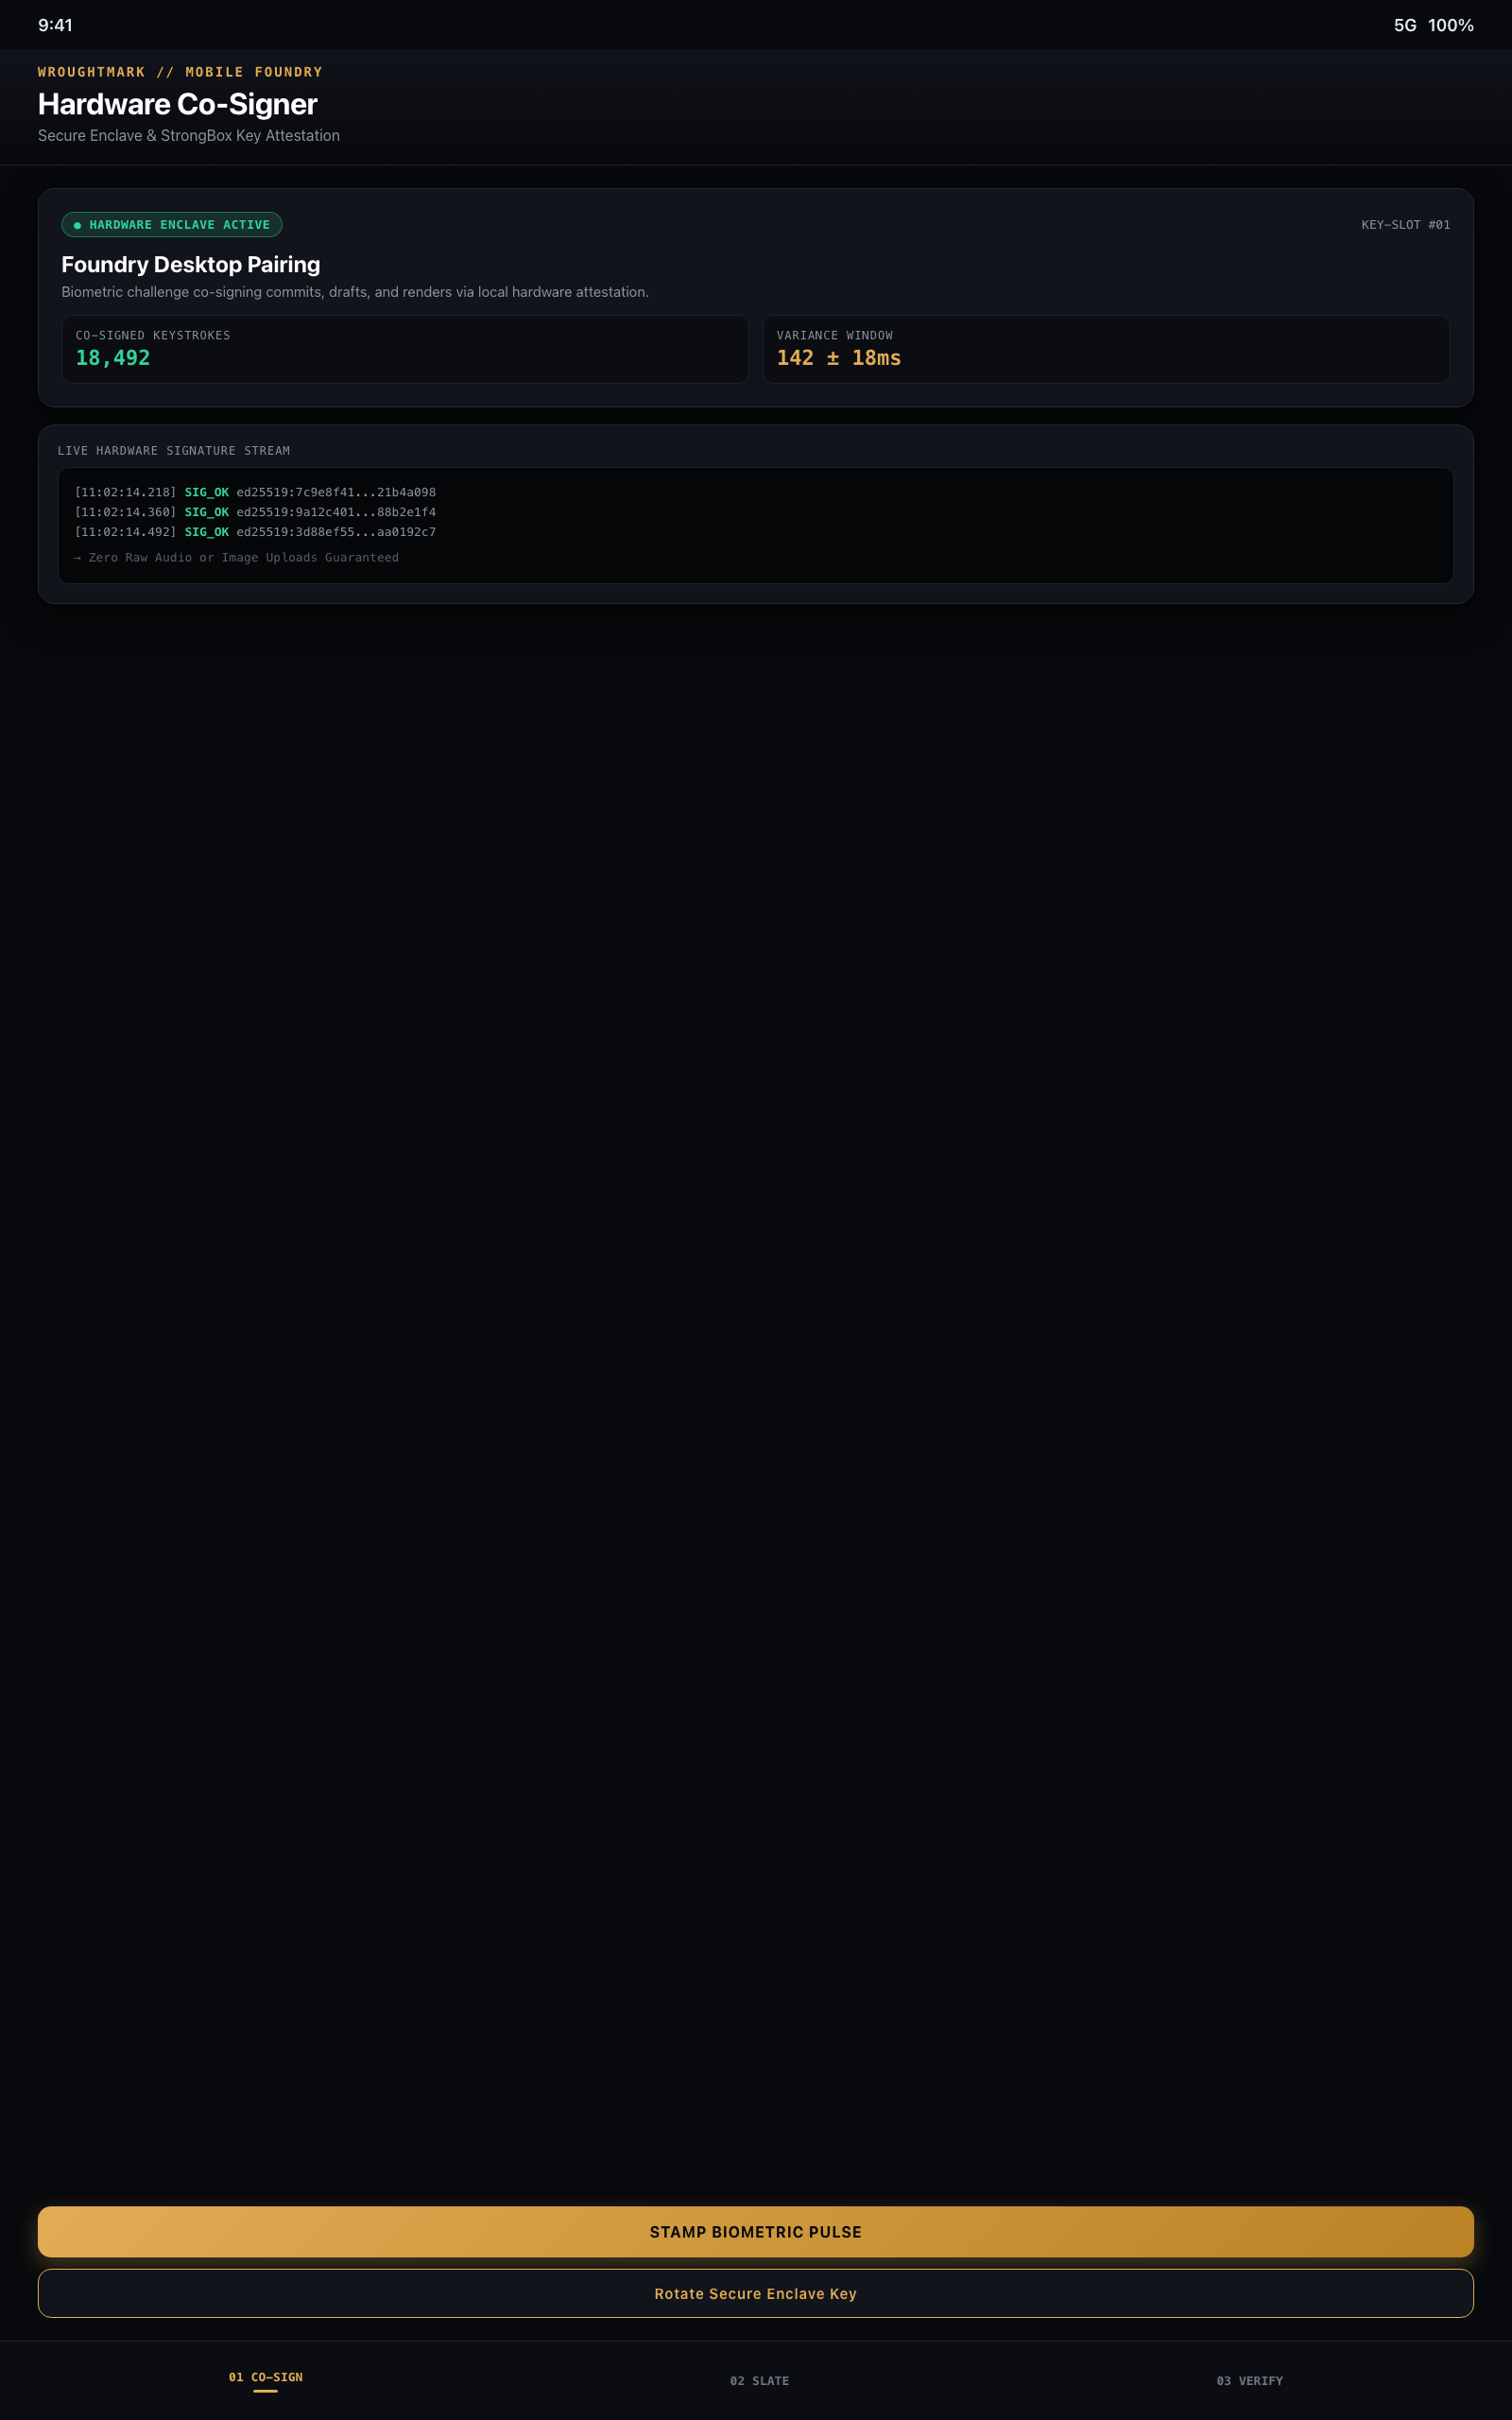 9:41
5G 100%
WROUGHTMARK // MOBILE FOUNDRY
Hardware Co-Signer
Secure Enclave & StrongBox Key Attestation
● HARDWARE ENCLAVE ACTIVE
KEY-SLOT #01
Foundry Desktop Pairing
Biometric challenge co-signing commits, drafts, and renders via local hardware attestation.
CO-SIGNED KEYSTROKES
18,492
VARIANCE WINDOW
142 ± 18ms
LIVE HARDWARE SIGNATURE STREAM
[11:02:14.218] SIG_OK ed25519:7c9e8f41...21b4a098
[11:02:14.360] SIG_OK ed25519:9a12c401...88b2e1f4
[11:02:14.492] SIG_OK ed25519:3d88ef55...aa0192c7
→ Zero Raw Audio or Image Uploads Guaranteed
STAMP BIOMETRIC PULSE
Rotate Secure Enclave Key
01 CO-SIGN
02 SLATE
03 VERIFY